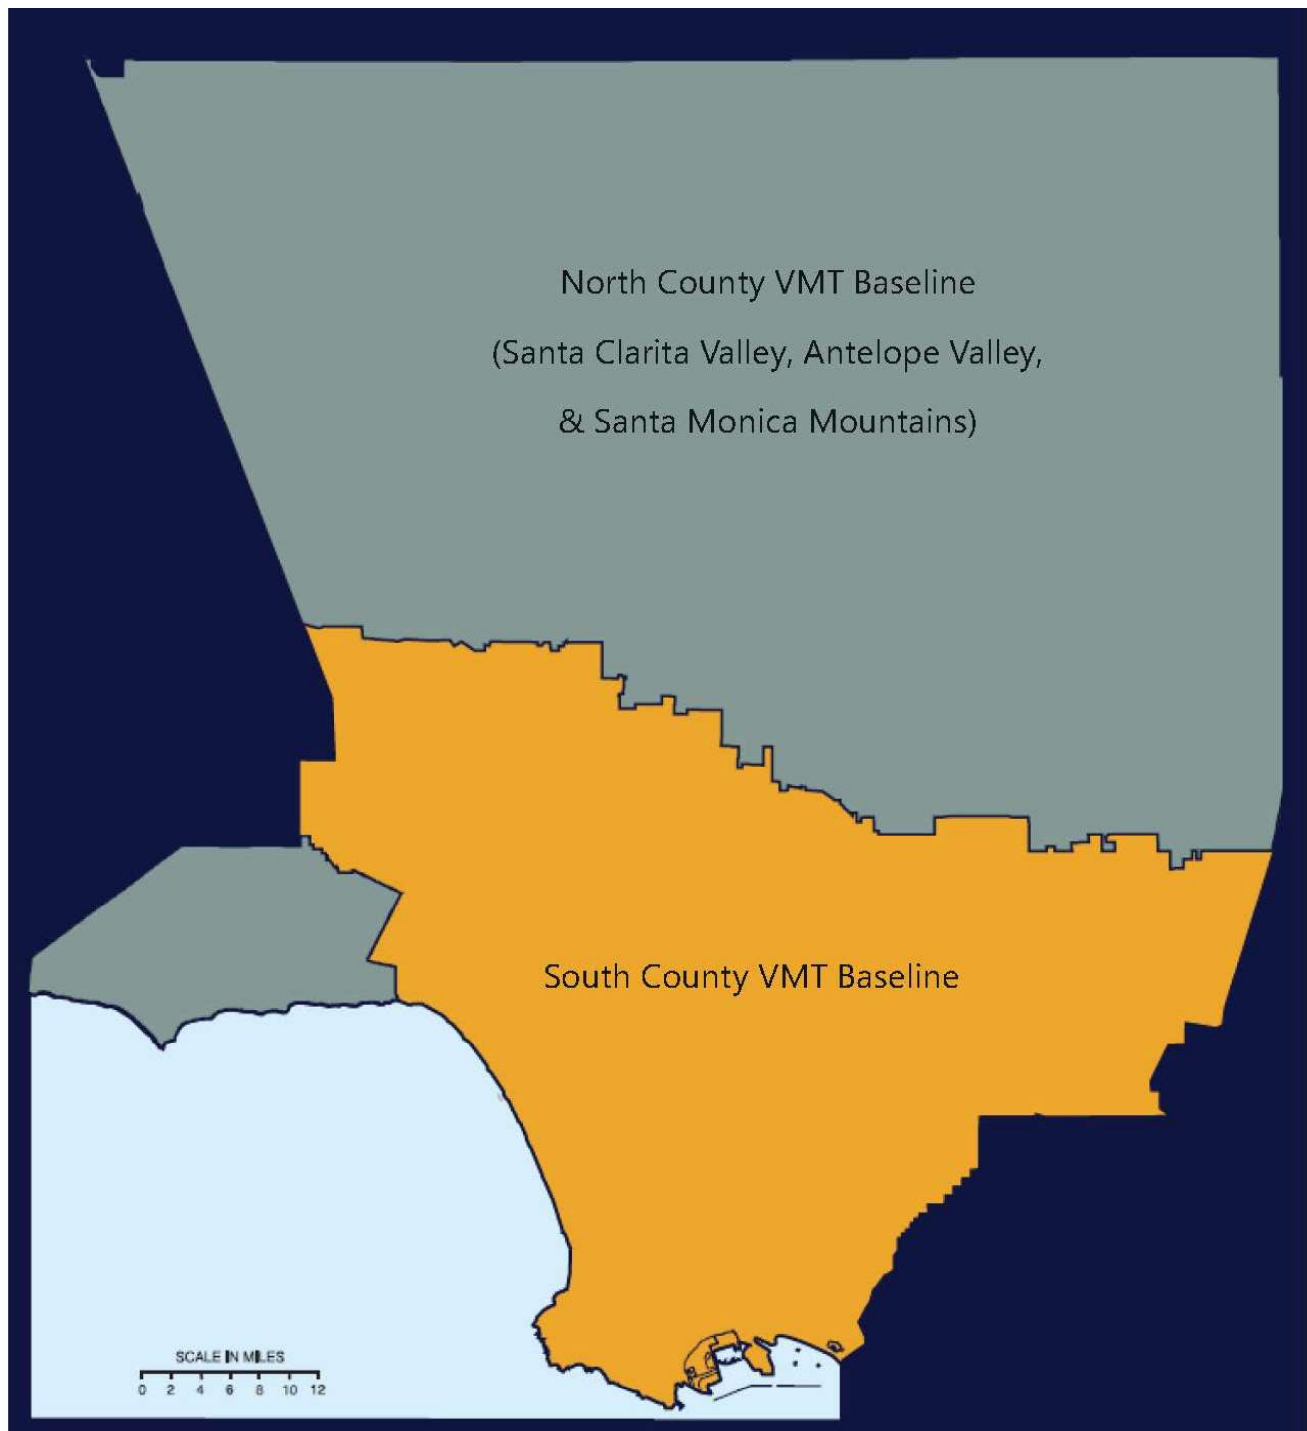 North County VMT Baseline
(Santa Clarita Valley, Antelope Valley,
& Santa Monica Mountains)
South County VMT Baseline
SCALE IN MILES
0 2 4 6 8 10 12